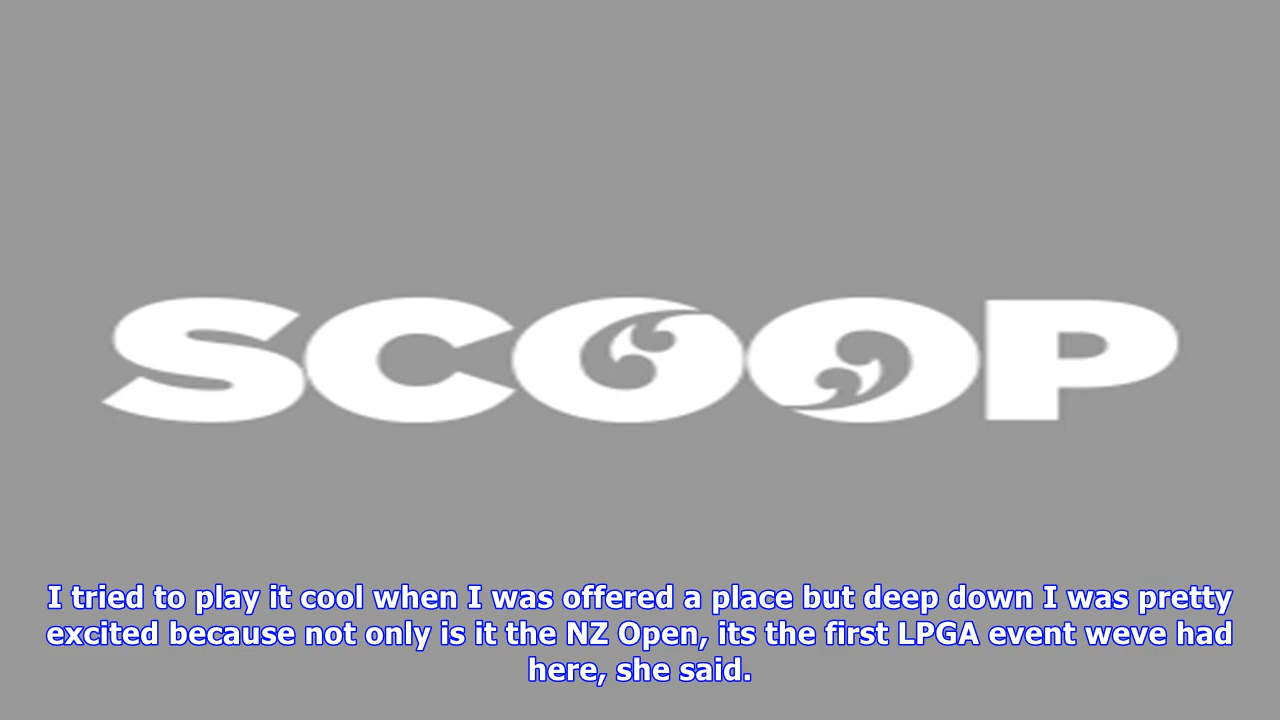 SCOOP
I tried to play it cool when I was offered a place but deep down I was pretty
excited because not only is it the NZ Open, its the first LPGA event weve had
here, she said.